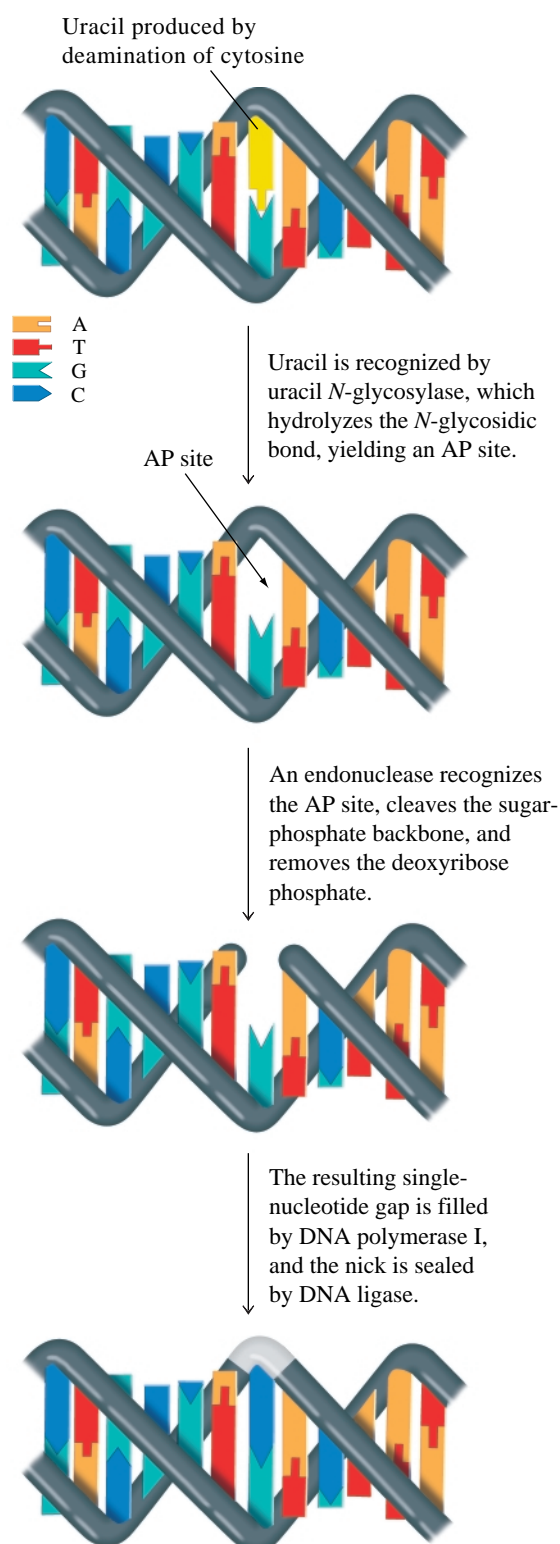 Uracil produced by
deamination of cytosine
A
T
G
C
Uracil is recognized by
uracil N-glycosylase, which
hydrolyzes the N-glycosidic
bond, yielding an AP site.
AP site
An endonuclease recognizes
the AP site, cleaves the sugar-
phosphate backbone, and
removes the deoxyribose
phosphate.
The resulting single-
nucleotide gap is filled
by DNA polymerase I,
and the nick is sealed
by DNA ligase.